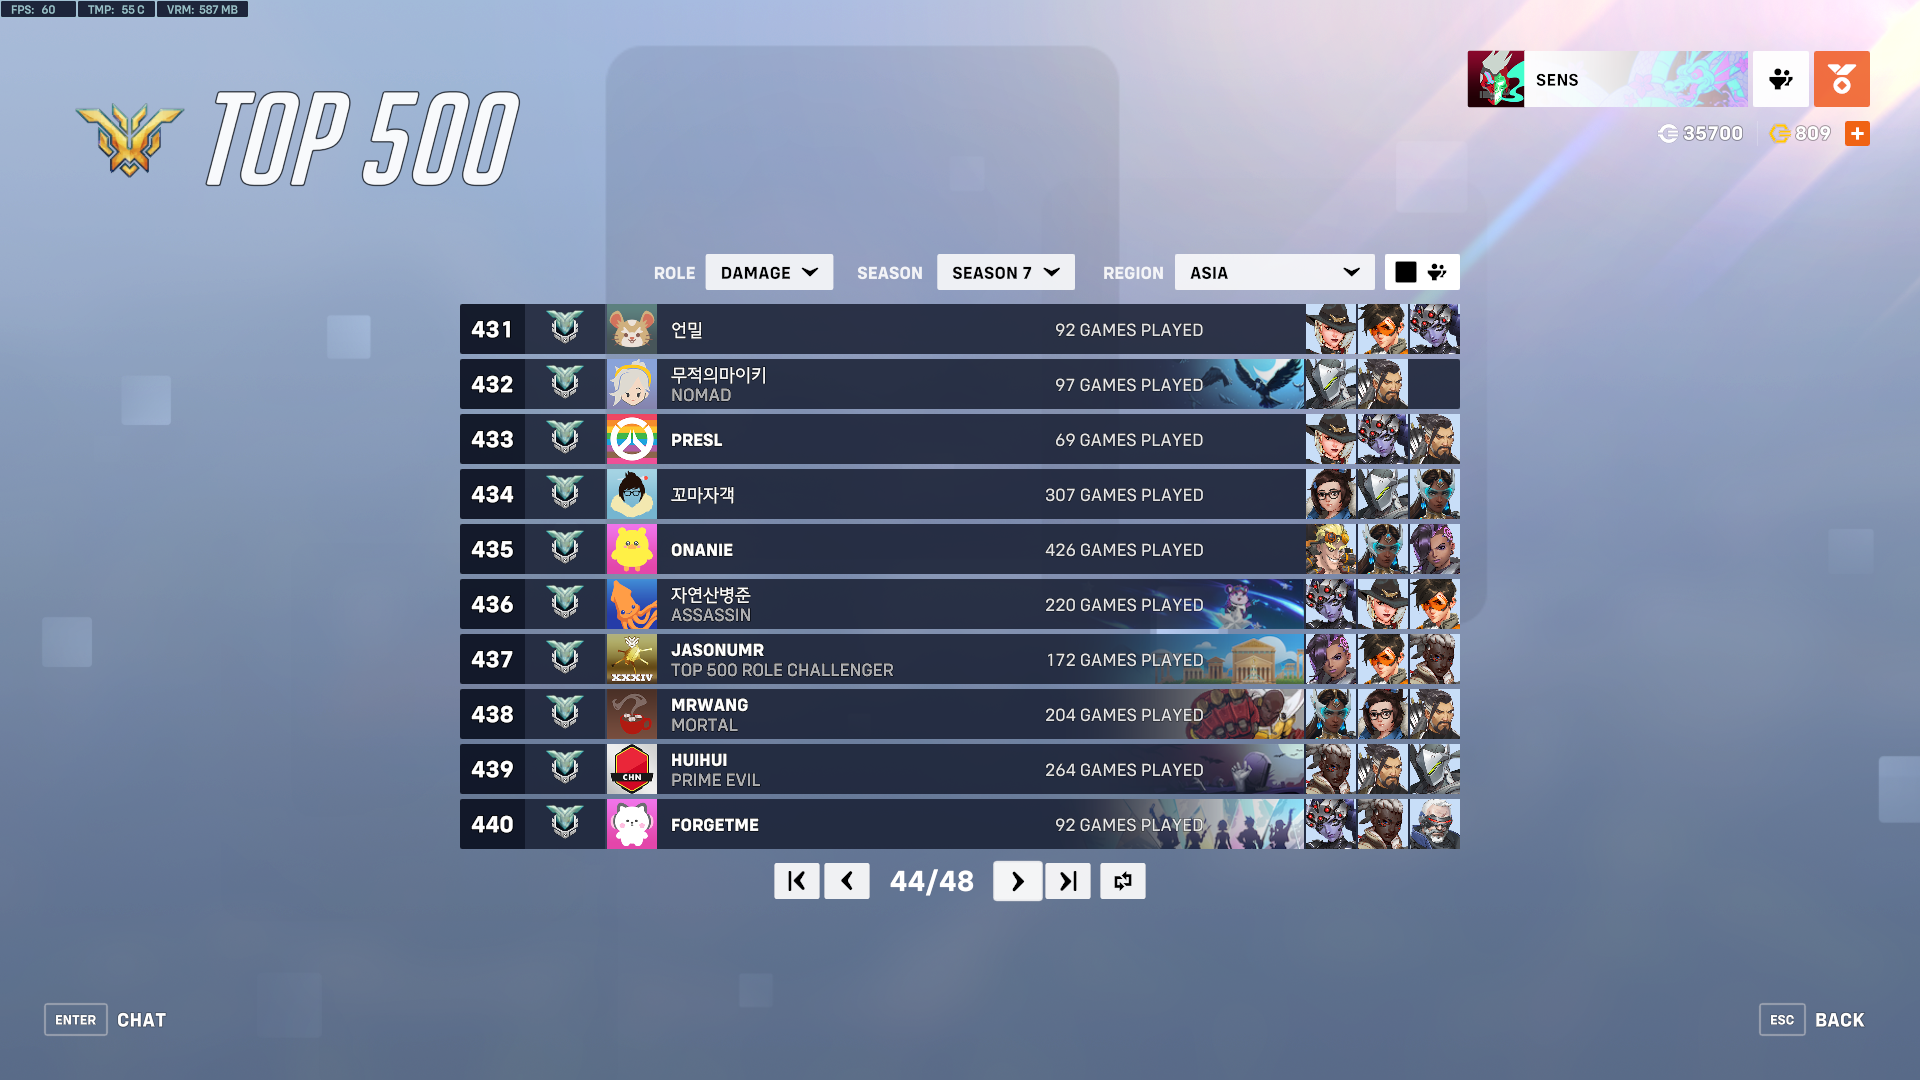 FPS: 60 TMP: 55 C VRM: 587 MB
TOP 500
SENS
35700 809
ROLE DAMAGE SEASON SEASON 7 REGION ASIA
431 언밀 92 GAMES PLAYED
432 무적의마이키 97 GAMES PLAYED
NOMAD
433 PRESL 69 GAMES PLAYED
434 꼬마자객 307 GAMES PLAYED
435 ONANIE 426 GAMES PLAYED
436 자연산병준 220 GAMES PLAYED
ASSASSIN
437 JASONUMR 172 GAMES PLAYED
TOP 500 ROLE CHALLENGER
XXXIV
438 MRWANG 204 GAMES PLAYED
MORTAL
439 HUIHUI 264 GAMES PLAYED
CHN PRIME EVIL
440 FORGETME 92 GAMES PLAYED
44/48
ENTER CHAT ESC BACK